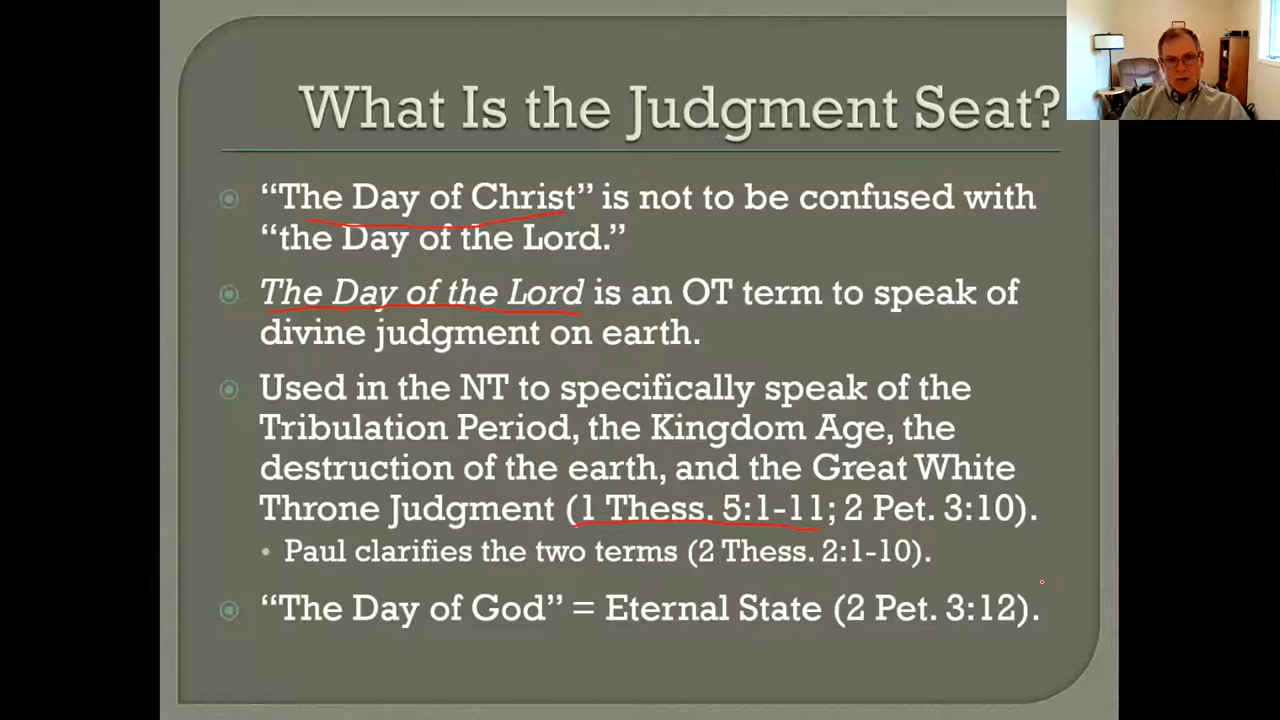 What Is the Judgment Seat?
“The Day of Christ” is not to be confused with
“the Day of the Lord.”
The Day of the Lord is an OT term to speak of
divine judgment on earth.
Used in the NT to specifically speak of the
Tribulation Period, the Kingdom Age, the
destruction of the earth, and the Great White
Throne Judgment (1 Thess. 5:1-11; 2 Pet. 3:10).
• Paul clarifies the two terms (2 Thess. 2:1-10).
“The Day of God” = Eternal State (2 Pet. 3:12).